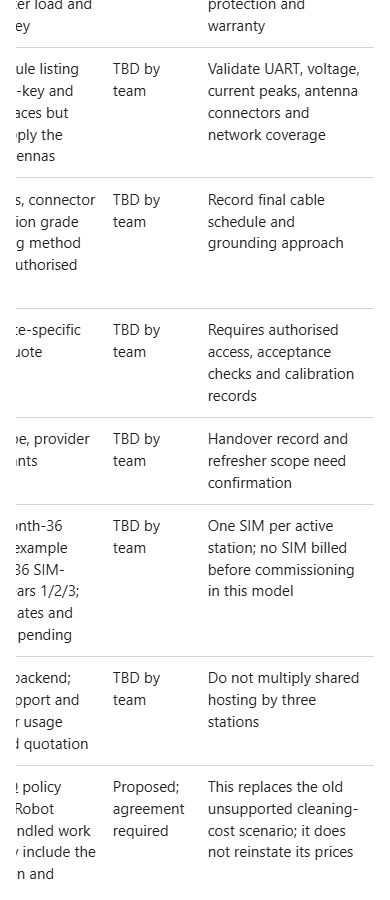 er load and protection and
ey warranty
ule listing TBD by Validate UART, voltage,
-key and team current peaks, antenna
aces but connectors and
ply the network coverage
ennas
s, connector TBD by Record final cable
ion grade team schedule and
g method grounding approach
uthorised
te-specific TBD by Requires authorised
uote team access, acceptance
checks and calibration
records
pe, provider TBD by Handover record and
nts team refresher scope need
confirmation
onth-36 TBD by One SIM per active
example team station; no SIM billed
36 SIM- before commissioning
ars 1/2/3; in this model
ates and
pending
backend; TBD by Do not multiply shared
pport and team hosting by three
r usage stations
d quotation
policy Proposed; This replaces the old
Robot agreement unsupported cleaning-
ndled work required cost scenario; it does
y include the not reinstate its prices
n and